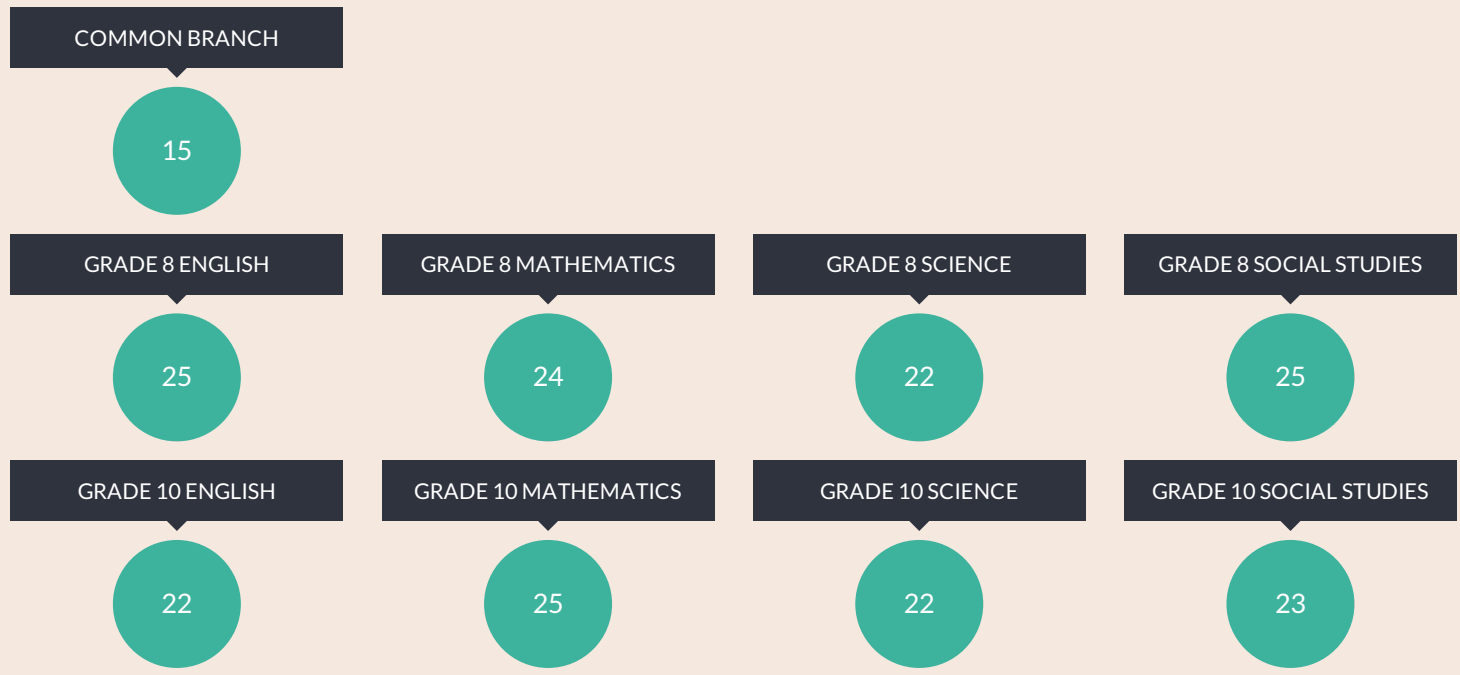 COMMON BRANCH
15
GRADE 8 ENGLISH
25
GRADE 8 MATHEMATICS
24
GRADE 8 SCIENCE
22
GRADE 8 SOCIAL STUDIES
25
GRADE 10 ENGLISH
22
GRADE 10 MATHEMATICS
25
GRADE 10 SCIENCE
22
GRADE 10 SOCIAL STUDIES
23